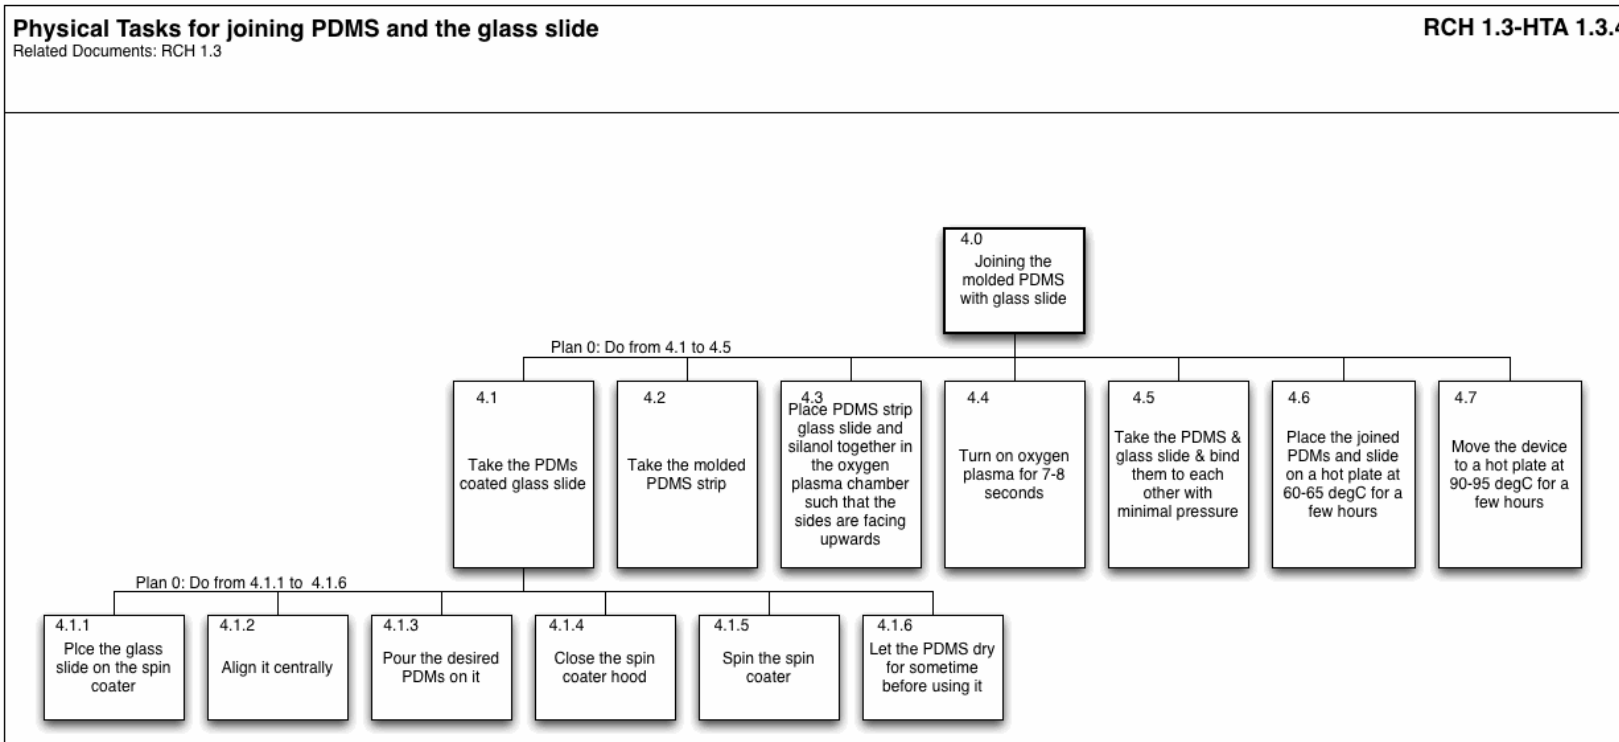 Physical Tasks for joining PDMS and the glass slide
RCH 1.3-HTA 1.3.4
Related Documents: RCH 1.3
4.0
Joining the
molded PDMS
with glass slide
Plan 0: Do from 4.1 to 4.5
4.1
Take the PDMs
coated glass slide
4.2
Take the molded
PDMS strip
4.3
Place PDMS strip
glass slide and
silanol together in
the oxygen
plasma chamber
such that the
sides are facing
upwards
4.4
Turn on oxygen
plasma for 7-8
seconds
4.5
Take the PDMS &
glass slide & bind
them to each
other with
minimal pressure
4.6
Place the joined
PDMs and slide
on a hot plate at
60-65 degC for a
few hours
4.7
Move the device
to a hot plate at
90-95 degC for a
few hours
Plan 0: Do from 4.1.1 to 4.1.6
4.1.1
Plce the glass
slide on the spin
coater
4.1.2
Align it centrally
4.1.3
Pour the desired
PDMs on it
4.1.4
Close the spin
coater hood
4.1.5
Spin the spin
coater
4.1.6
Let the PDMS dry
for sometime
before using it